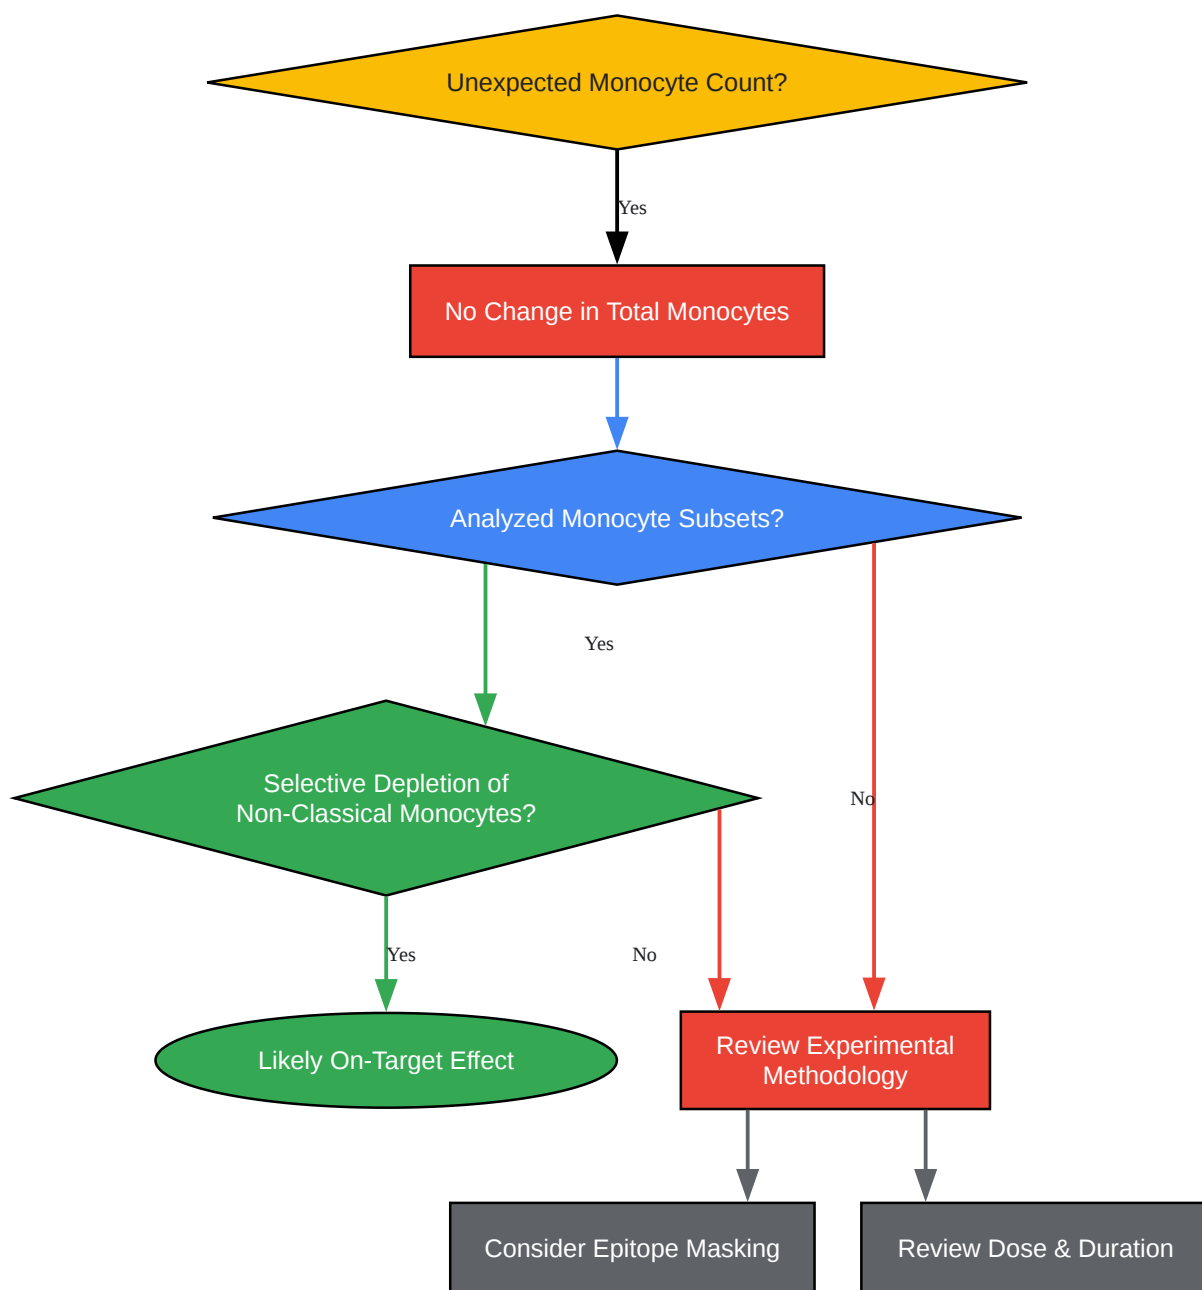 Unexpected Monocyte Count?
Yes
No Change in Total Monocytes
Analyzed Monocyte Subsets?
Yes
Selective Depletion of
Non-Classical Monocytes?
No
Yes
No
Likely On-Target Effect
Review Experimental
Methodology
Consider Epitope Masking
Review Dose & Duration